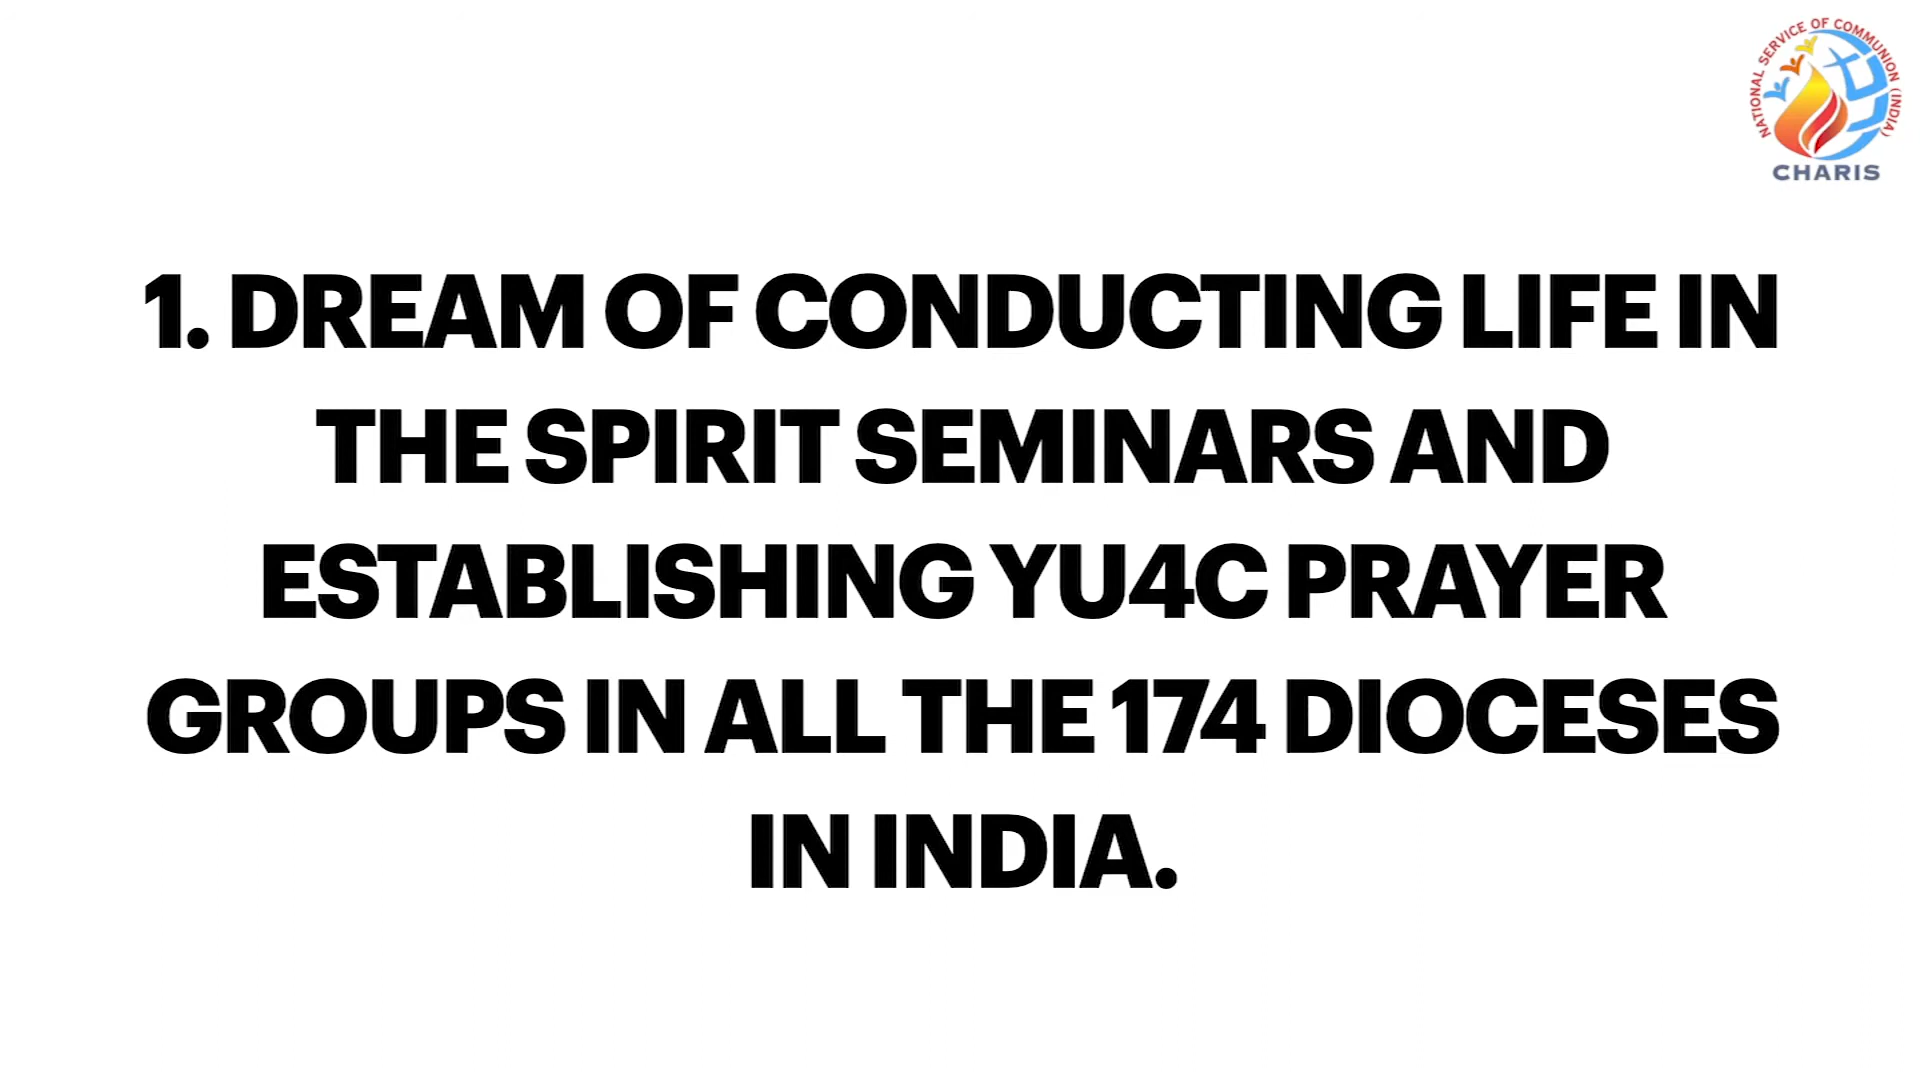 NATIONAL SERVICE OF COMMUNION (INDIA)
CHARIS
1. DREAM OF CONDUCTING LIFE IN
THE SPIRIT SEMINARS AND
ESTABLISHING YU4C PRAYER
GROUPS IN ALL THE 174 DIOCESES
IN INDIA.